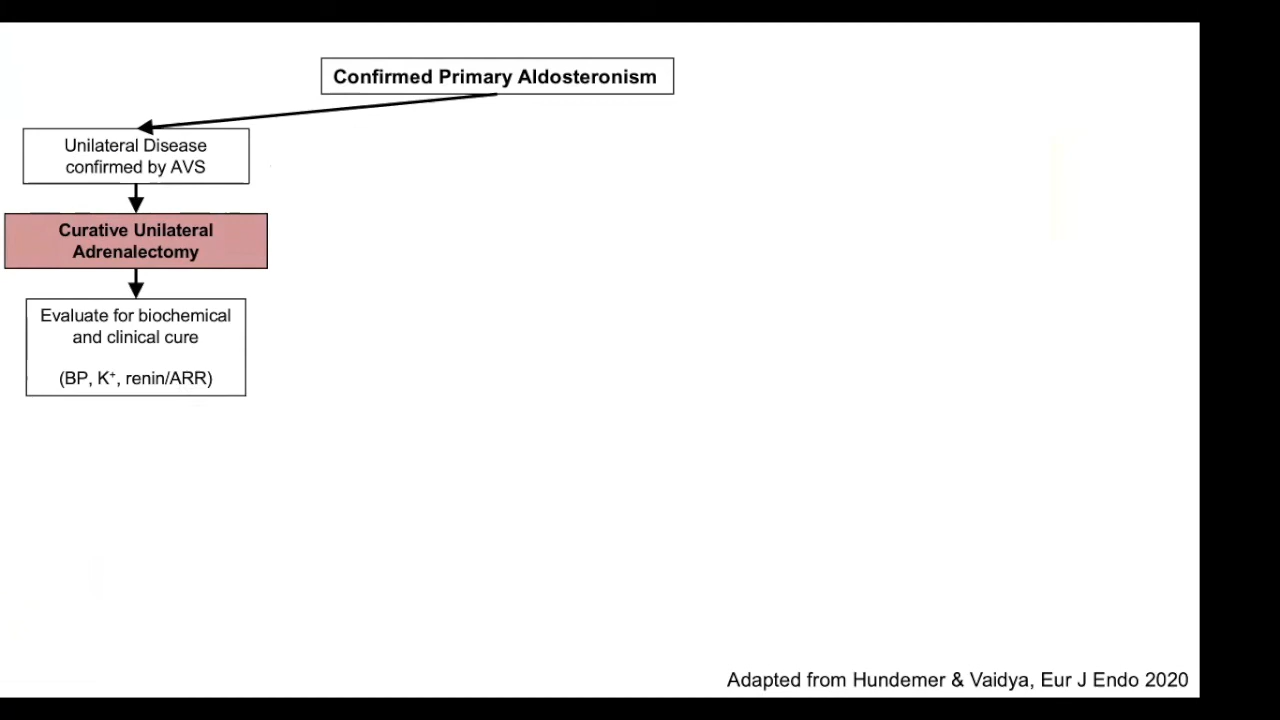 Confirmed Primary Aldosteronism
Unilateral Disease
confirmed by AVS
Curative Unilateral
Adrenalectomy
Evaluate for biochemical
and clinical cure
(BP, K⁺, renin/ARR)
Adapted from Hundemer & Vaidya, Eur J Endo 2020